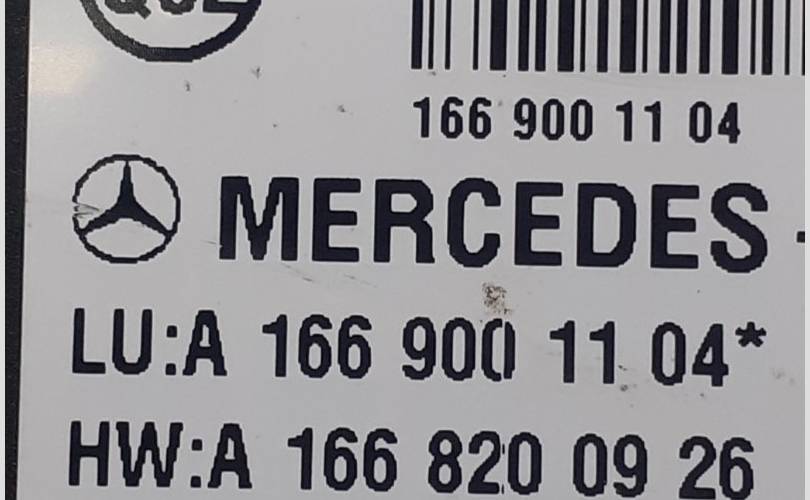 166 900 11 04
MERCEDES
LU:A 166 900 11 04*
HW:A 166 820 09 26